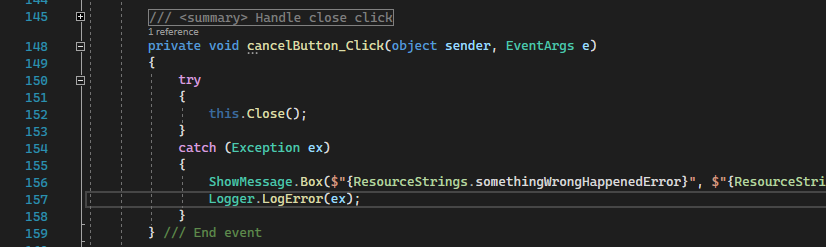 144
145 /// <summary> Handle close click
1 reference
148 private void cancelButton_Click(object sender, EventArgs e)
149 {
150 try
151 {
152 this.Close();
153 }
154 catch (Exception ex)
155 {
156 ShowMessage.Box($"{ResourceStrings.somethingWrongHappenedError}", $"{ResourceStri
157 Logger.LogError(ex);
158 }
159 } /// End event